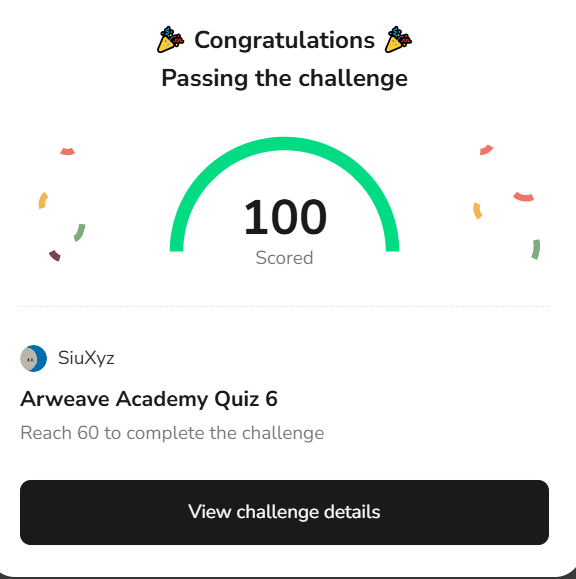 🎉 Congratulations 🎉
Passing the challenge
100
Scored
SiuXyz
Arweave Academy Quiz 6
Reach 60 to complete the challenge
View challenge details